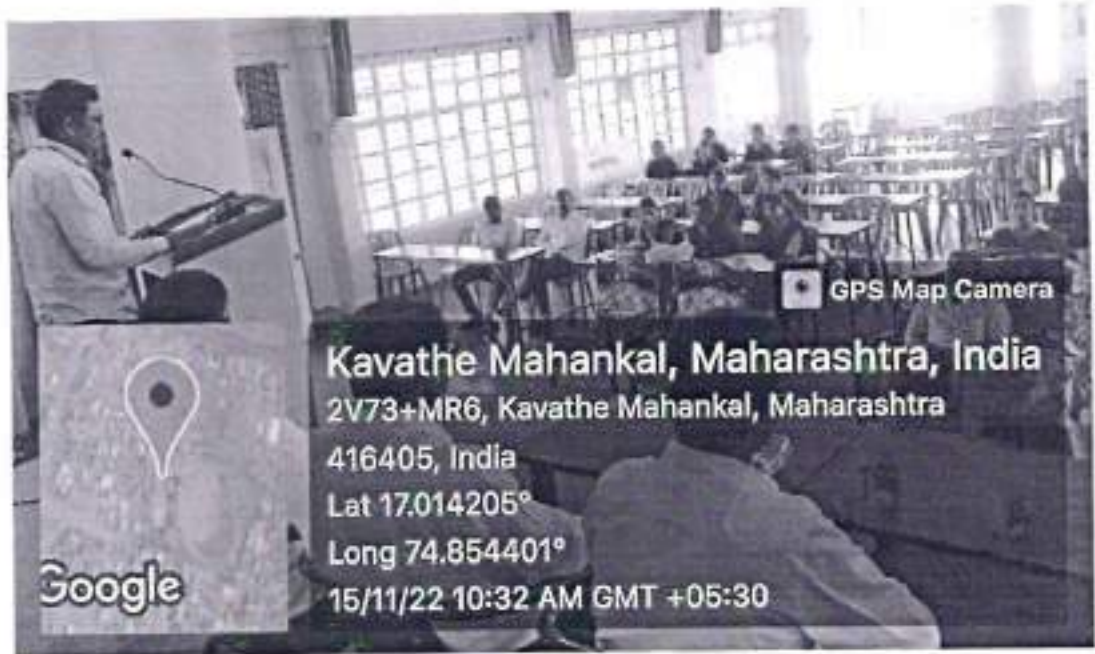 GPS Map Camera
Kavathe Mahankal, Maharashtra, India
2V73+MR6, Kavathe Mahankal, Maharashtra
416405, India
Lat 17.014205°
Long 74.854401°
15/11/22 10:32 AM GMT +05:30
Google